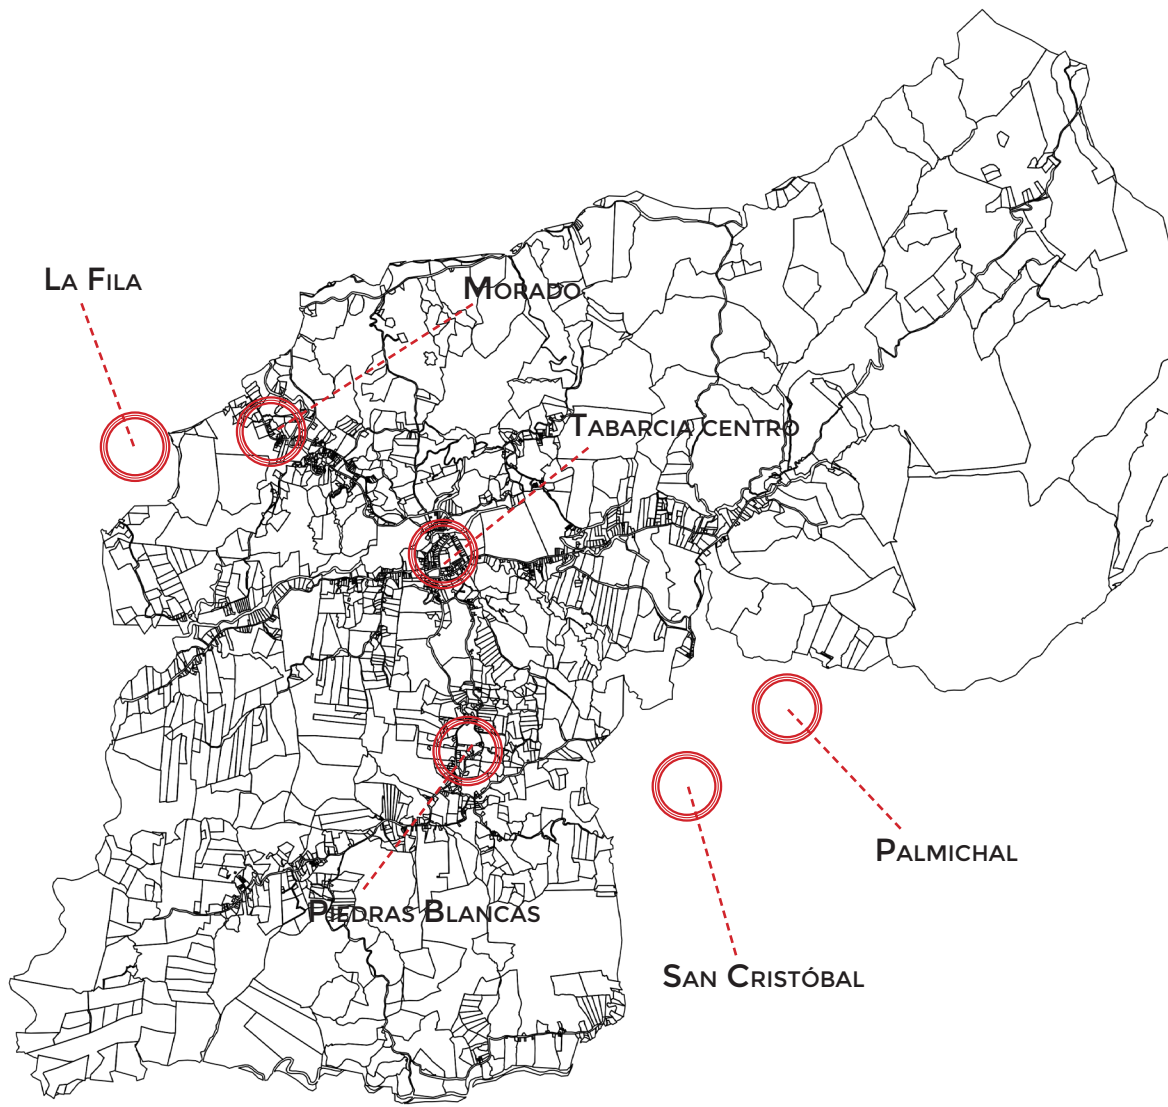 La Fila
Morado
Tabarcia centro
Palmichal
Piedras Blancas
San Cristóbal